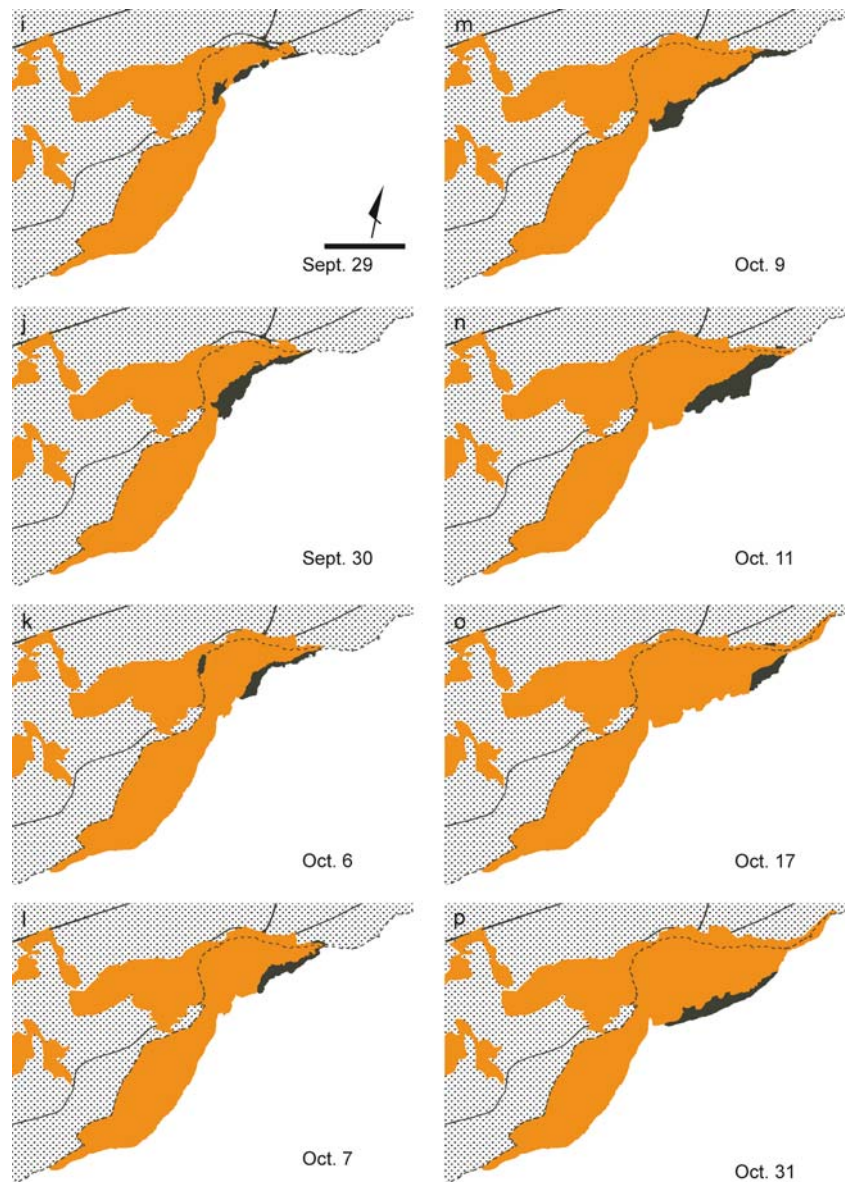 i
Sept. 29
j
Sept. 30
k
Oct. 6
l
Oct. 7
m
Oct. 9
n
Oct. 11
o
Oct. 17
p
Oct. 31